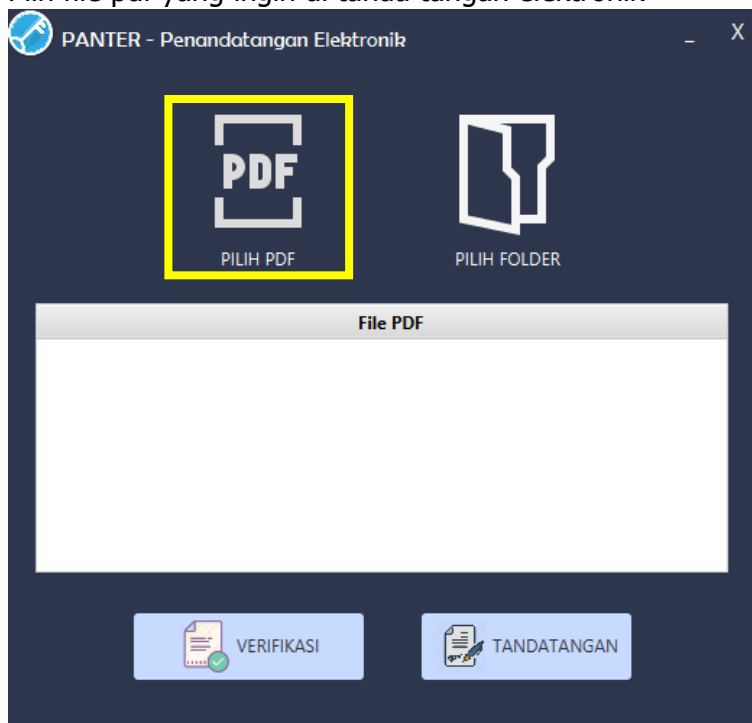 PANTER - Penandatangan Elektronik
_ X
PDF
PILIH PDF
PILIH FOLDER
File PDF
VERIFIKASI
TANDATANGAN